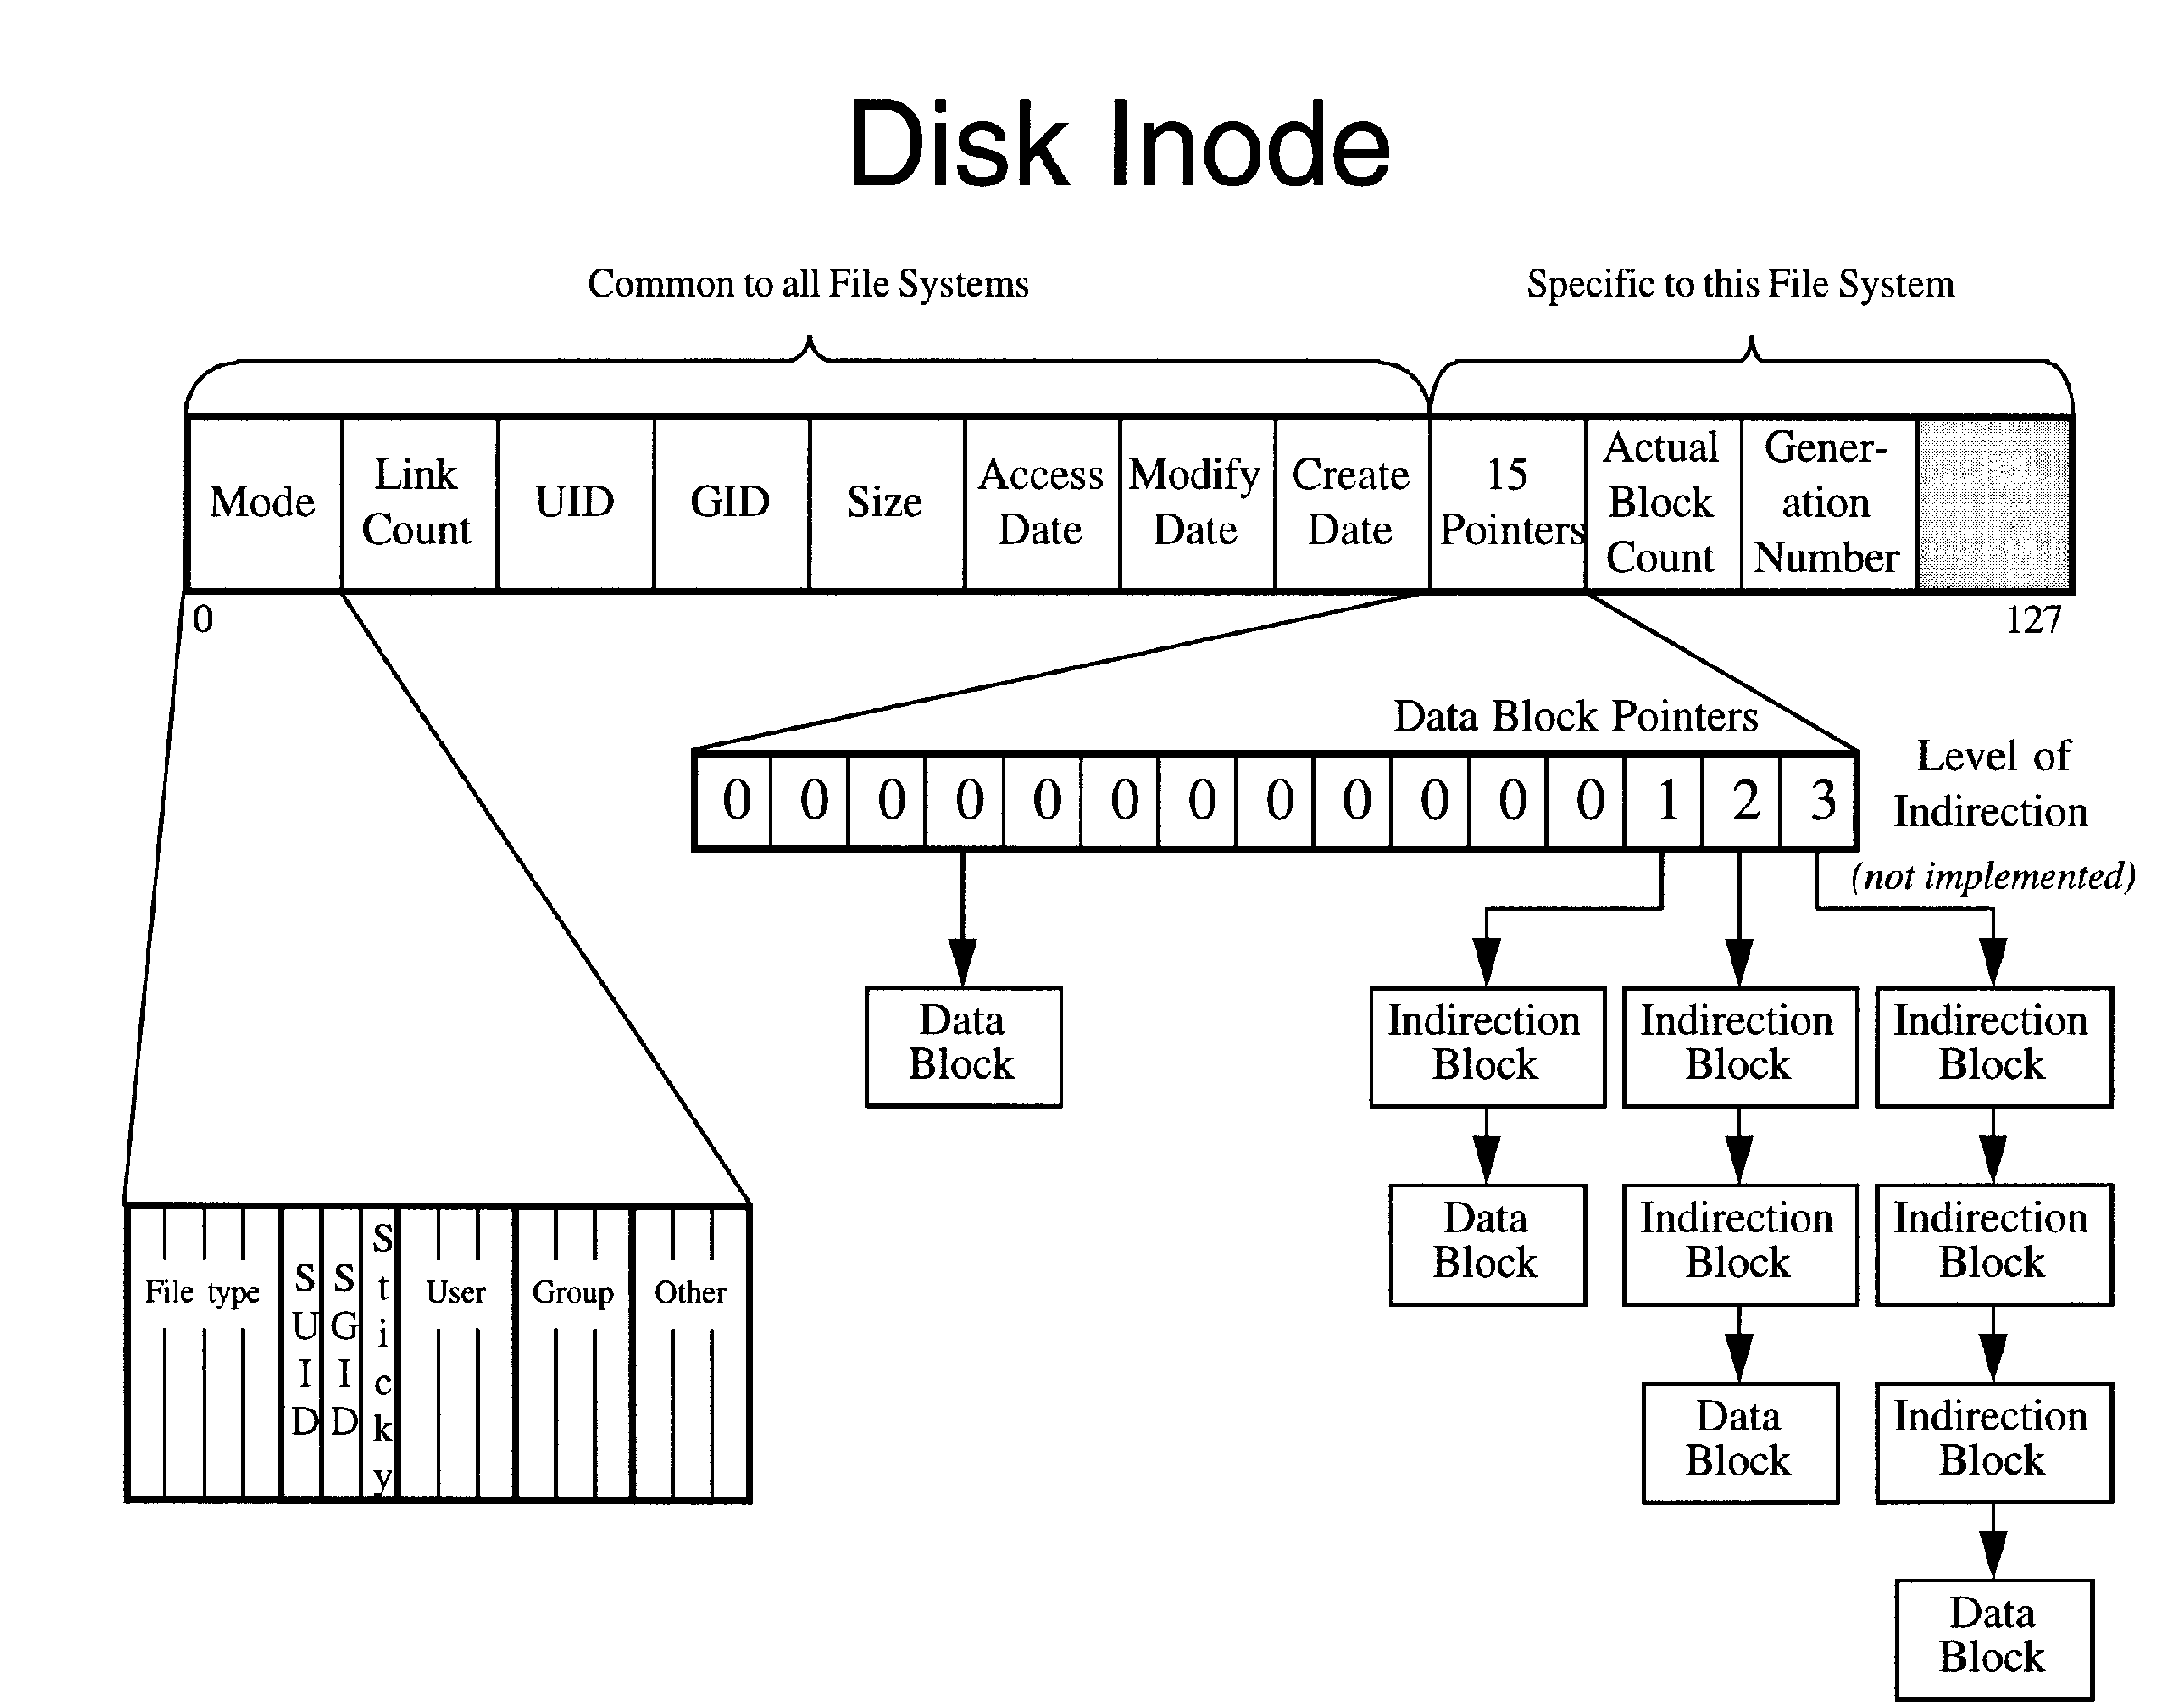 Disk Inode
Common to all File Systems
Specific to this File System
Mode
Link
Count
UID
GID
Size
Access
Date
Modify
Date
Create
Date
15
Pointers
Actual
Block
Count
Gener-
ation
Number
0
127
Data Block Pointers
0 0 0 0 0 0 0 0 0 0 0 0 1 2 3
Level of
Indirection
(not implemented)
Data
Block
Indirection
Block
Indirection
Block
Indirection
Block
Data
Block
Indirection
Block
Indirection
Block
Data
Block
Indirection
Block
Data
Block
File type
SUID
SGID
Sticky
User
Group
Other